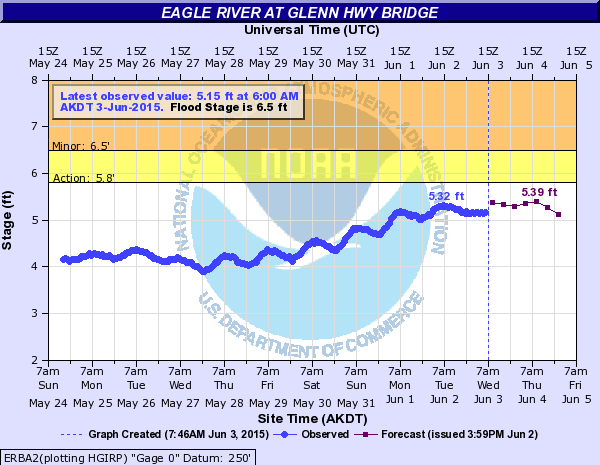 EAGLE RIVER AT GLENN HWY BRIDGE
Universal Time (UTC)
15Z 15Z 15Z 15Z 15Z 15Z 15Z 15Z 15Z 15Z 15Z 15Z 15Z
May 24 May 25 May 26 May 27 May 28 May 29 May 30 May 31 Jun 1 Jun 2 Jun 3 Jun 4 Jun 5
Latest observed value: 5.15 ft at 6:00 AM
AKDT 3-Jun-2015. Flood Stage is 6.5 ft
Minor: 6.5'
Action: 5.8'
5.32 ft
5.39 ft
NATIONAL OCEANIC AND ATMOSPHERIC ADMINISTRATION
NOAA
U.S. DEPARTMENT OF COMMERCE
Stage (ft)
8
7
6
5
4
3
2
7am 7am 7am 7am 7am 7am 7am 7am 7am 7am 7am 7am 7am
Sun Mon Tue Wed Thu Fri Sat Sun Mon Tue Wed Thu Fri
May 24 May 25 May 26 May 27 May 28 May 29 May 30 May 31 Jun 1 Jun 2 Jun 3 Jun 4 Jun 5
Site Time (AKDT)
Graph Created (7:46AM Jun 3, 2015) Observed Forecast (issued 3:59PM Jun 2)
ERBA2(plotting HGIRP) "Gage 0" Datum: 250'